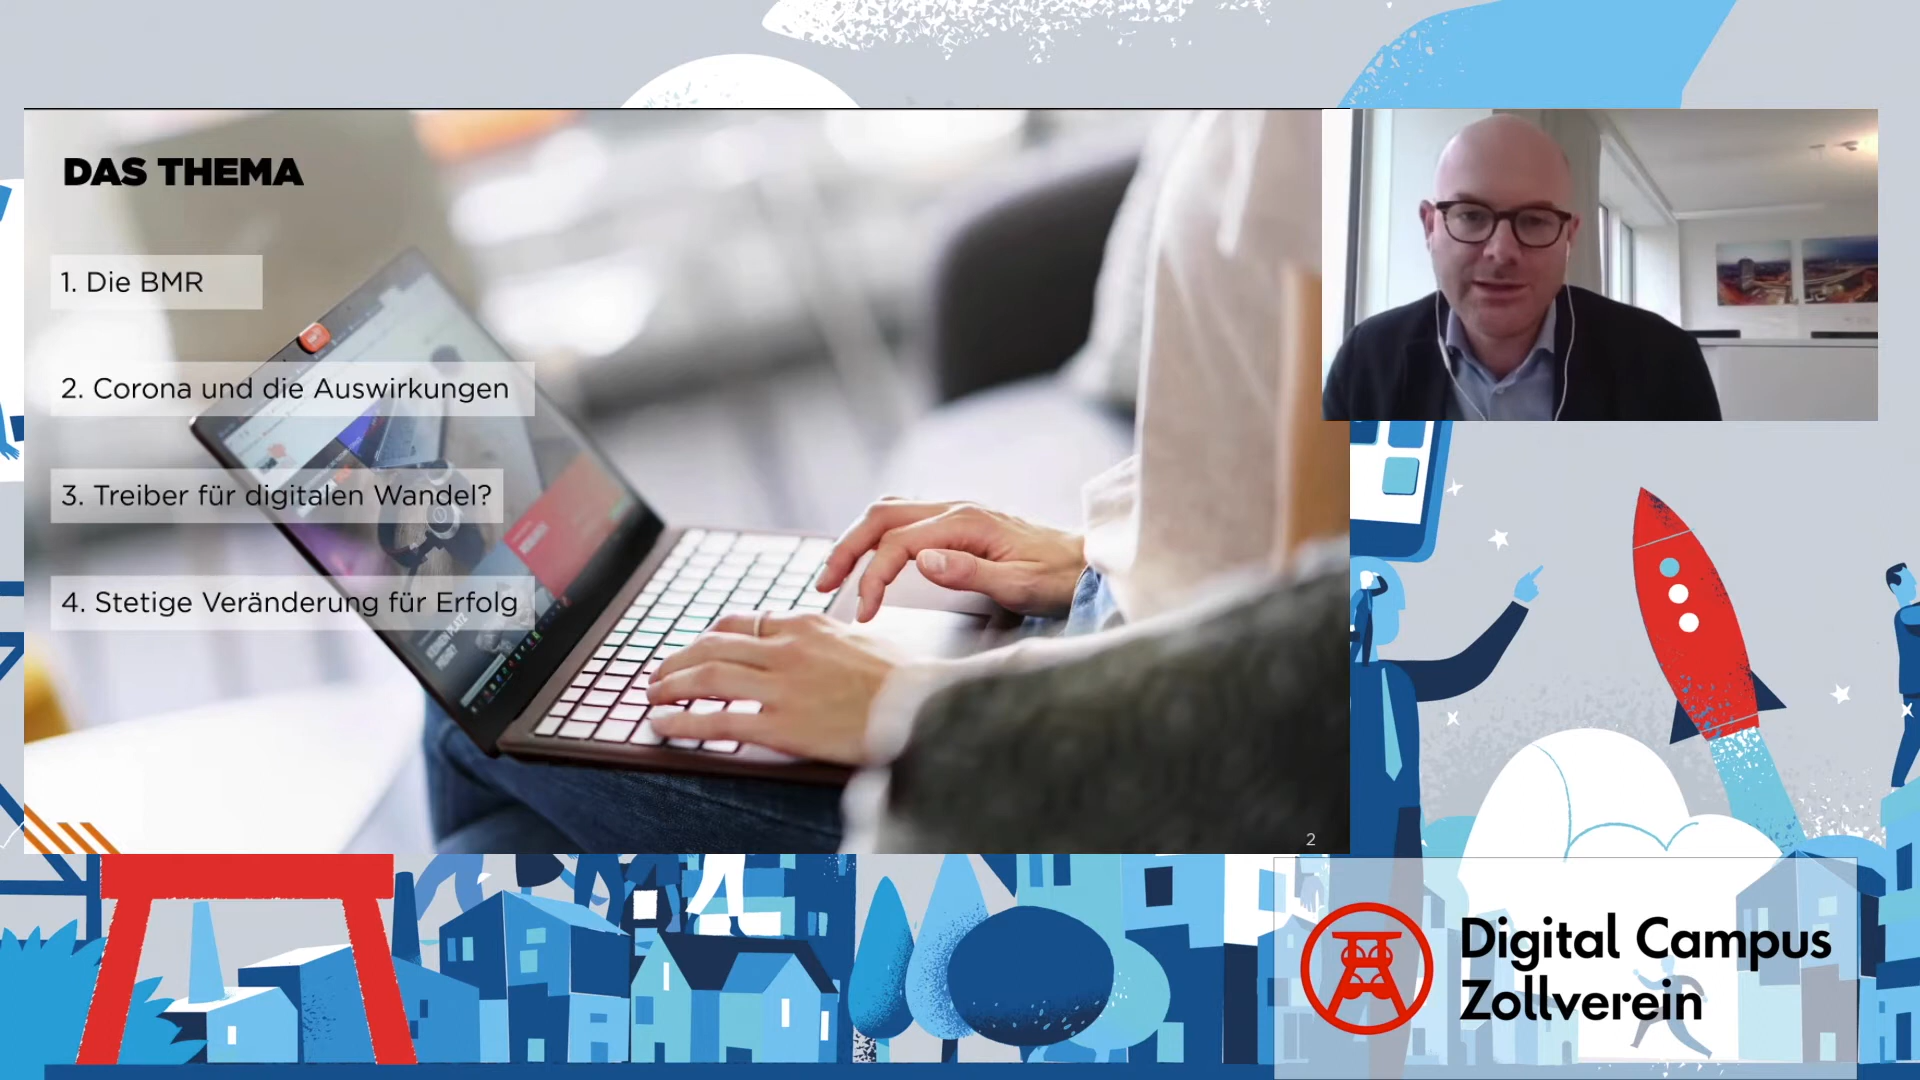 DAS THEMA
1. Die BMR
2. Corona und die Auswirkungen
3. Treiber für digitalen Wandel?
4. Stetige Veränderung für Erfolg
2
Digital Campus
Zollverein